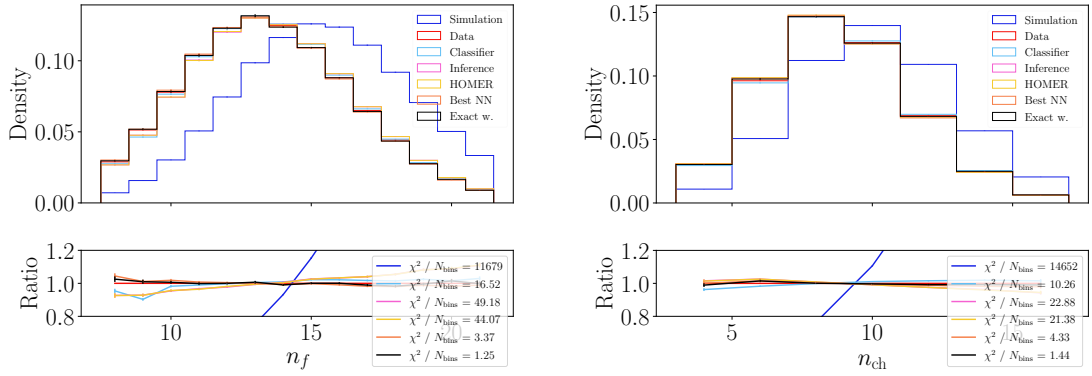 Density
0.10
0.05
0.00
Simulation
Data
Classifier
Inference
HOMER
Best NN
Exact w.
Ratio
1.2
1.0
0.8
χ² / N_bins = 11679
χ² / N_bins = 16.52
χ² / N_bins = 49.18
χ² / N_bins = 44.07
χ² / N_bins = 3.37
χ² / N_bins = 1.25
10 15 20
n_f
Density
0.15
0.10
0.05
0.00
Simulation
Data
Classifier
Inference
HOMER
Best NN
Exact w.
Ratio
1.2
1.0
0.8
χ² / N_bins = 14652
χ² / N_bins = 10.26
χ² / N_bins = 22.88
χ² / N_bins = 21.38
χ² / N_bins = 4.33
χ² / N_bins = 1.44
5 10 15
n_ch